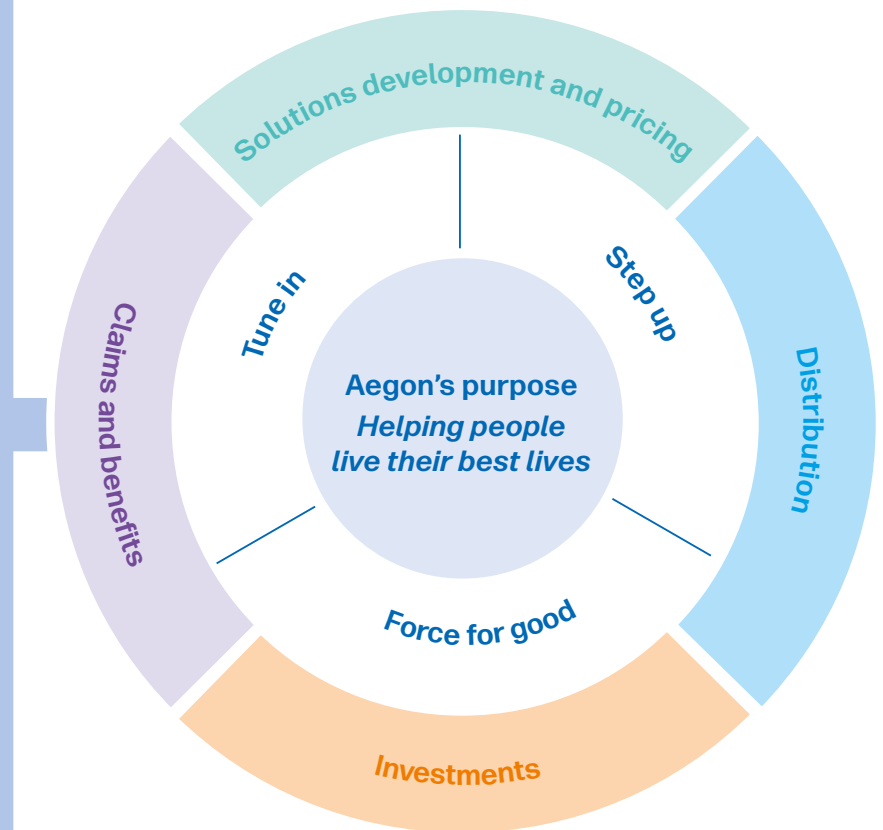 Solutions development and pricing
Tune in
Step up
Claims and benefits
Aegon’s purpose
Helping people
live their best lives
Distribution
Force for good
Investments